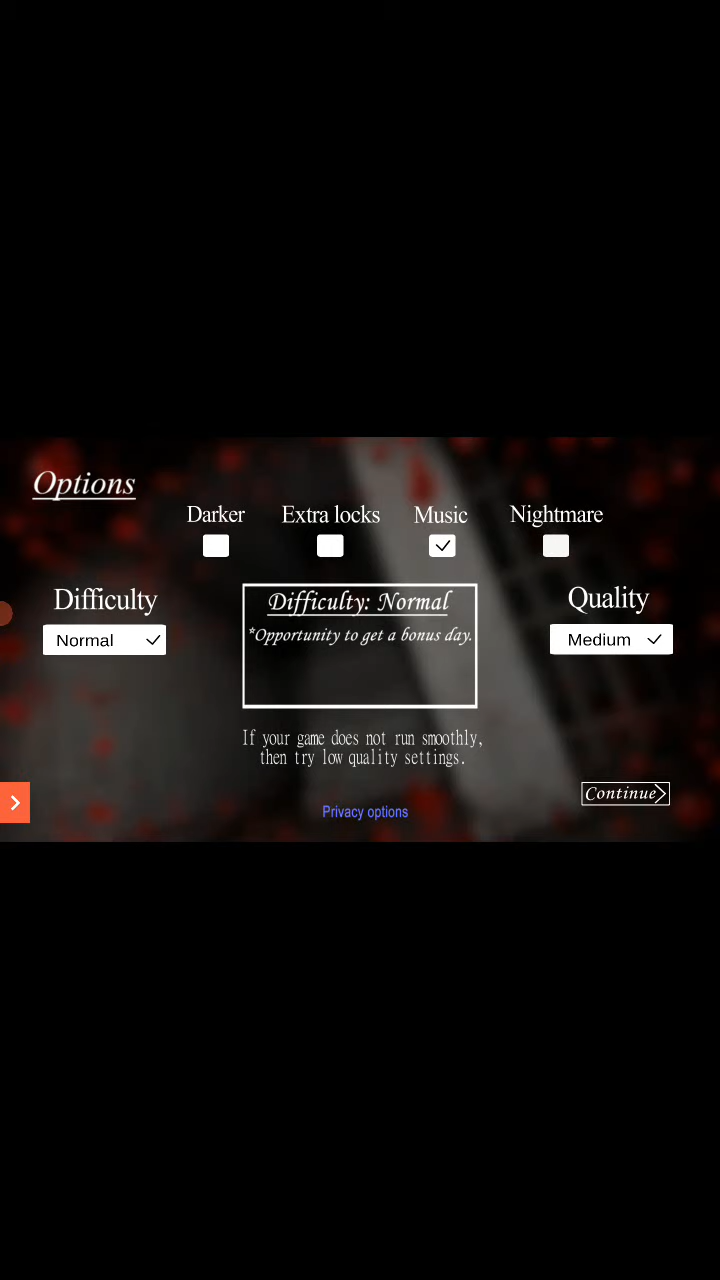 Options
Darker Extra locks Music Nightmare
Difficulty
Normal
Difficulty: Normal
*Opportunity to get a bonus day.
Quality
Medium
If your game does not run smoothly,
then try low quality settings.
Continue
Privacy options